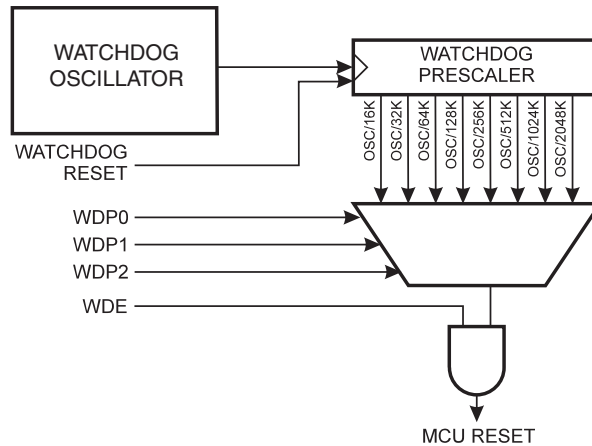 WATCHDOG
OSCILLATOR
WATCHDOG
PRESCALER
OSC/16K
OSC/32K
OSC/64K
OSC/128K
OSC/256K
OSC/512K
OSC/1024K
OSC/2048K
WATCHDOG
RESET
WDP0
WDP1
WDP2
WDE
MCU RESET